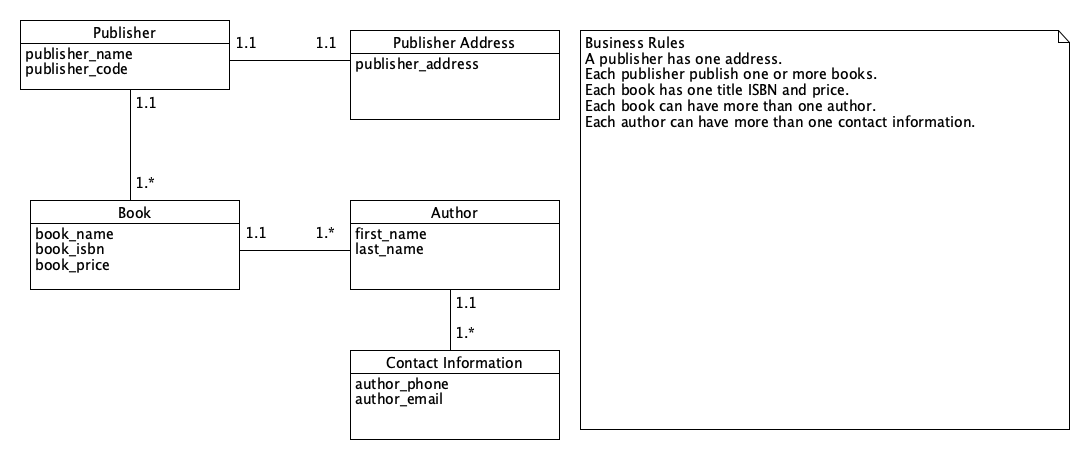 Publisher
publisher_name
publisher_code
1.1
1.1
Publisher Address
publisher_address
Business Rules
A publisher has one address.
Each publisher publish one or more books.
Each book has one title ISBN and price.
Each book can have more than one author.
Each author can have more than one contact information.
1.1
1.*
Book
book_name
book_isbn
book_price
1.1
1.*
Author
first_name
last_name
1.1
1.*
Contact Information
author_phone
author_email